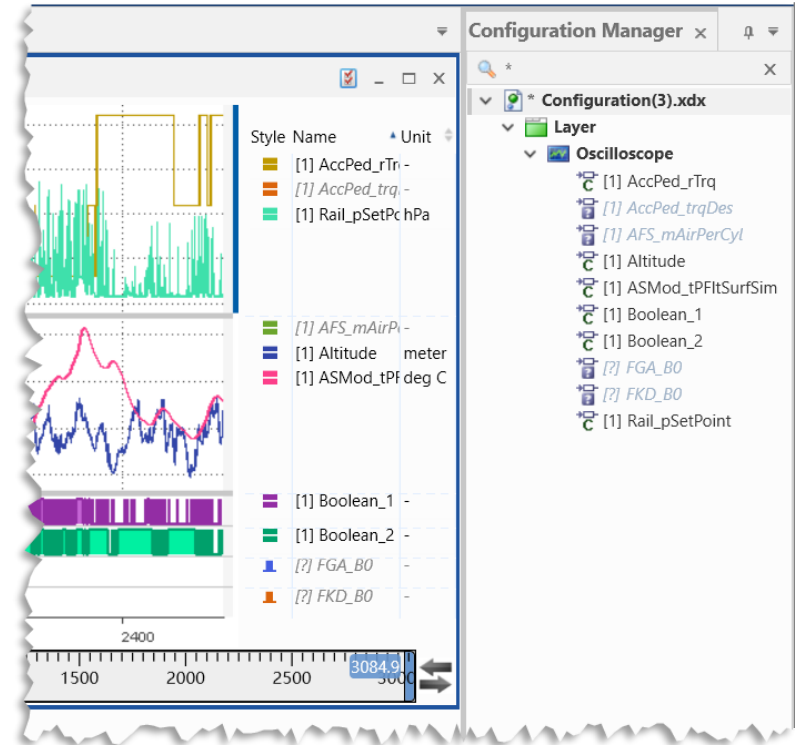 Configuration Manager
*
* Configuration(3).xdx
Layer
Oscilloscope
[1] AccPed_rTrq
[1] AccPed_trqDes
[1] AFS_mAirPerCyl
[1] Altitude
[1] ASMod_tPFltSurfSim
[1] Boolean_1
[1] Boolean_2
[?] FGA_B0
[?] FKD_B0
[1] Rail_pSetPoint
Style Name Unit
[1] AccPed_rTr -
[1] AccPed_trq -
[1] Rail_pSetPo hPa
[1] AFS_mAirP -
[1] Altitude meter
[1] ASMod_tPF deg C
[1] Boolean_1 -
[1] Boolean_2 -
[?] FGA_B0 -
[?] FKD_B0 -
2400
1500 2000 2500 3000
3084.9